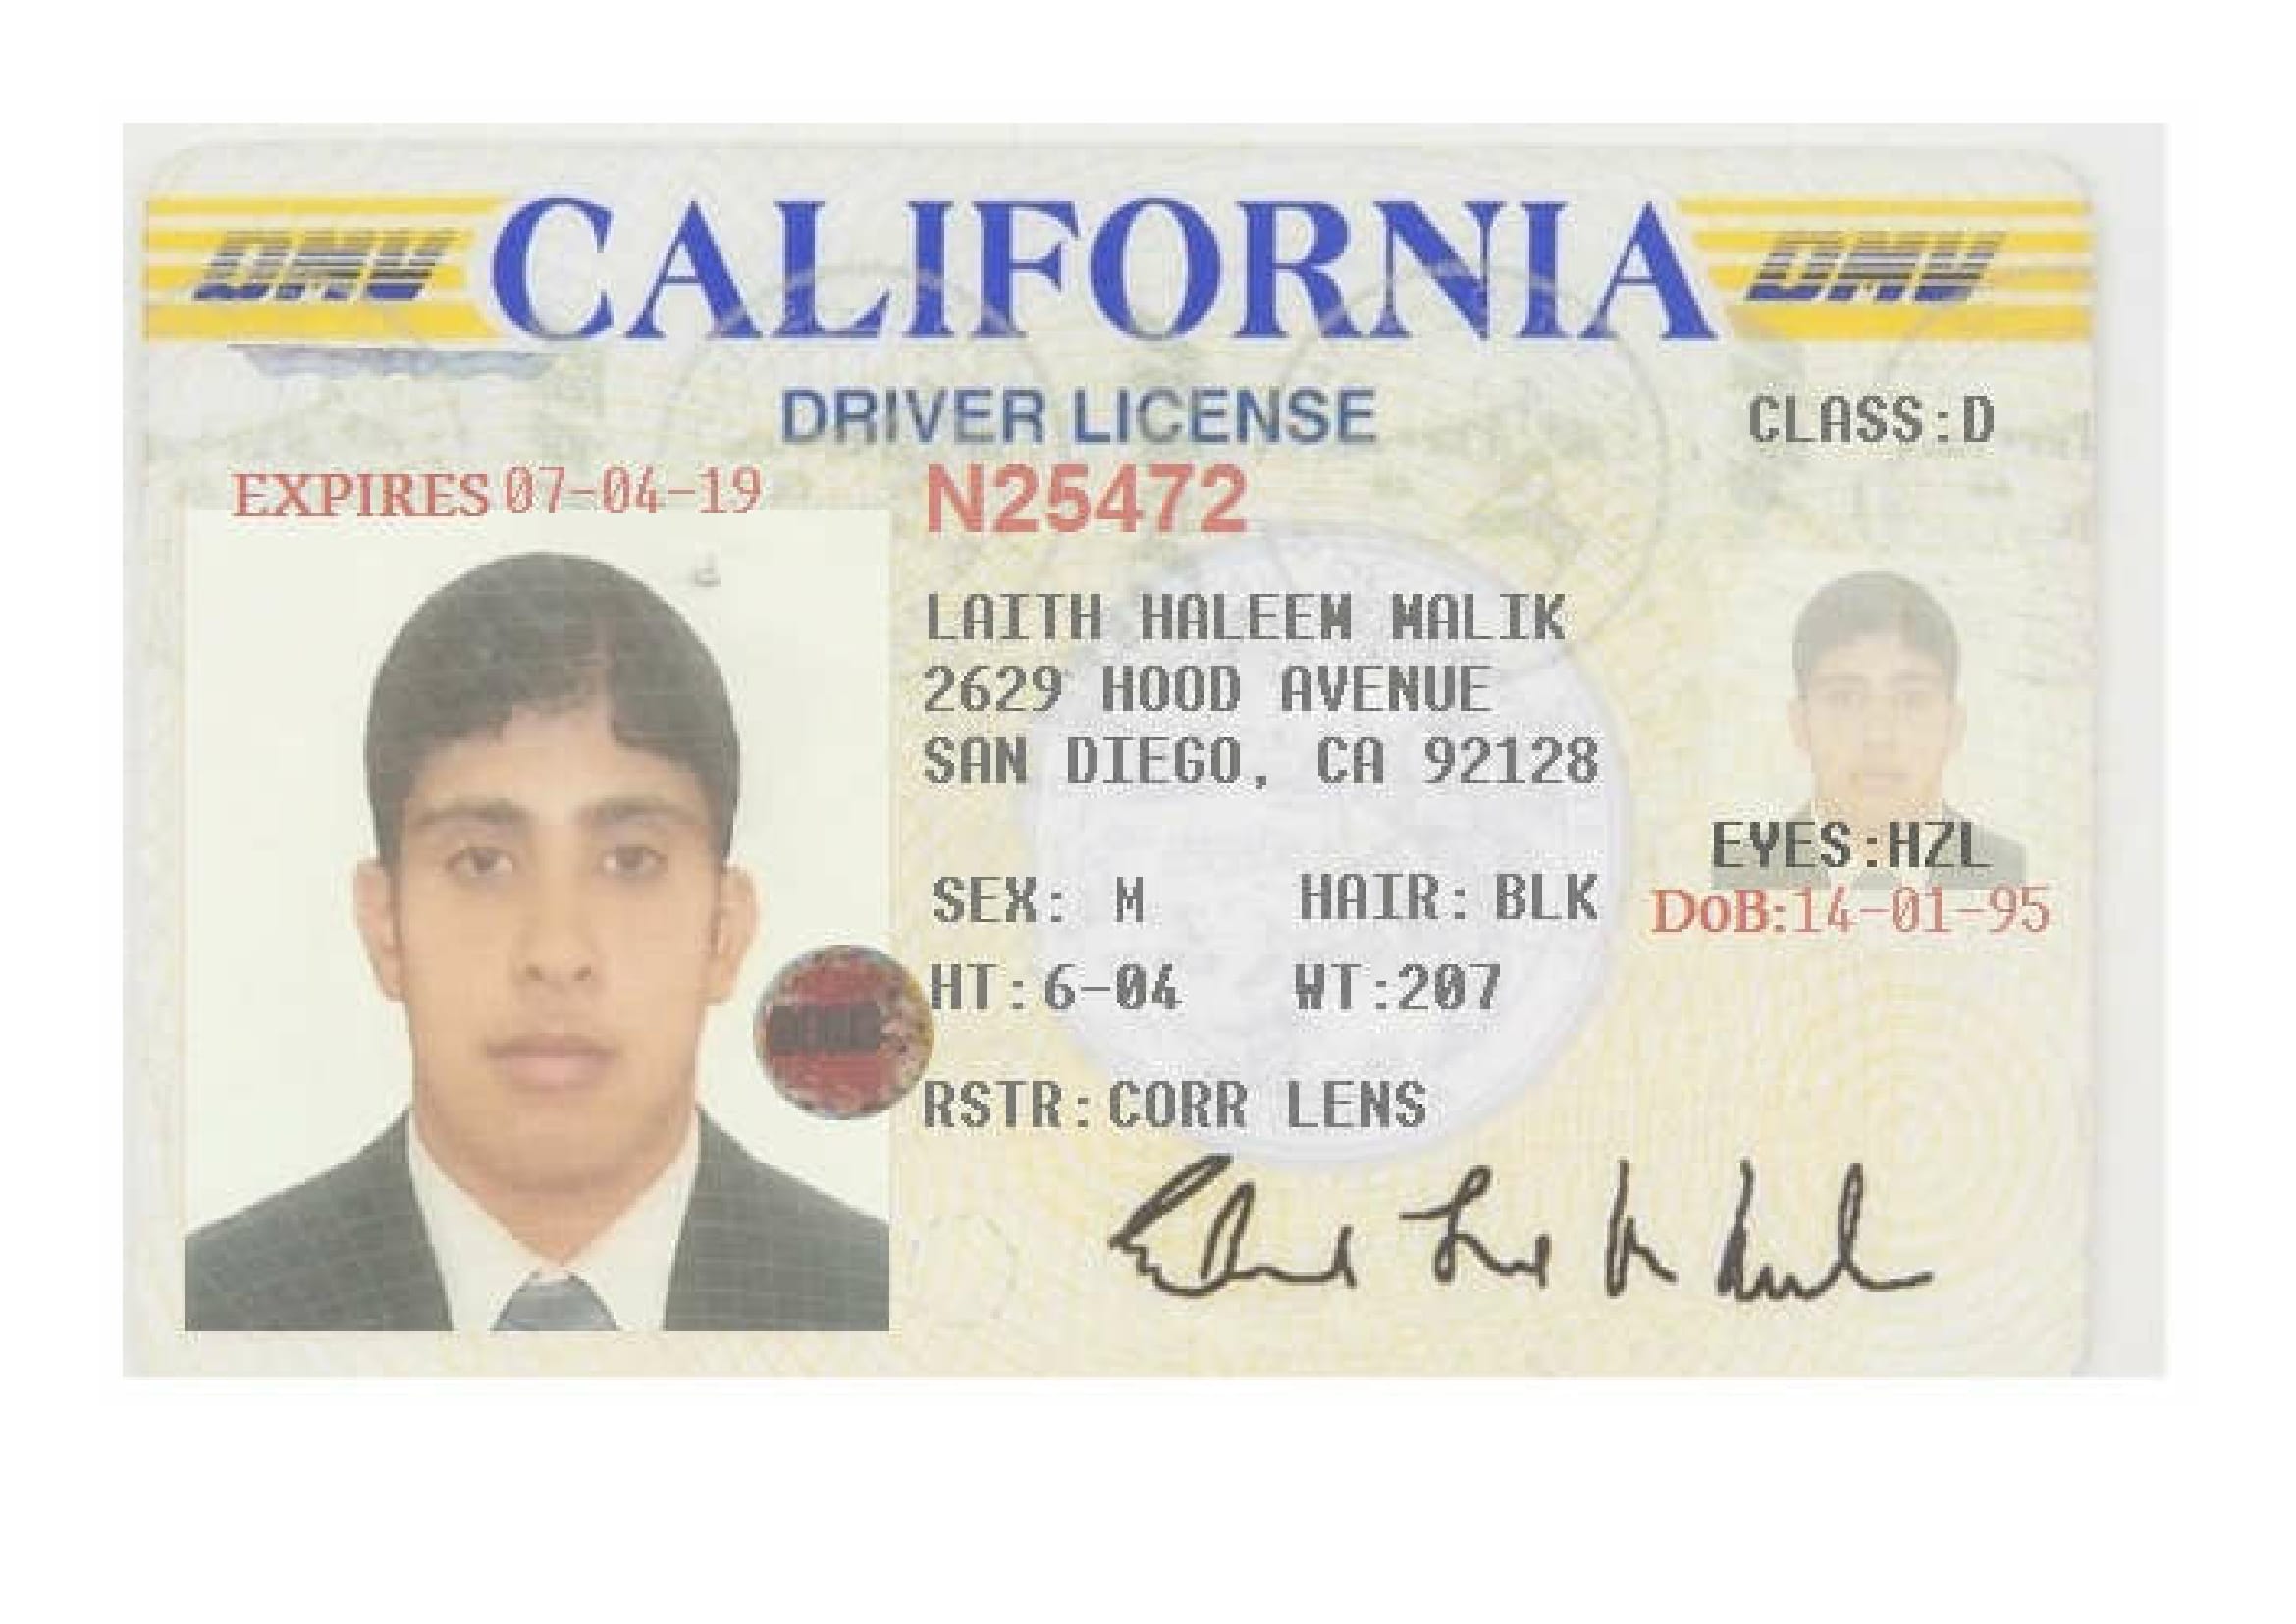 DMV CALIFORNIA DMV
DRIVER LICENSE
CLASS:D
EXPIRES 07-04-19
N25472
LAITH HALEEM MALIK
2629 HOOD AVENUE
SAN DIEGO, CA 92128
EYES:HZL
SEX: M HAIR: BLK
DOB:14-01-95
HT:6-04 WT:207
RSTR:CORR LENS